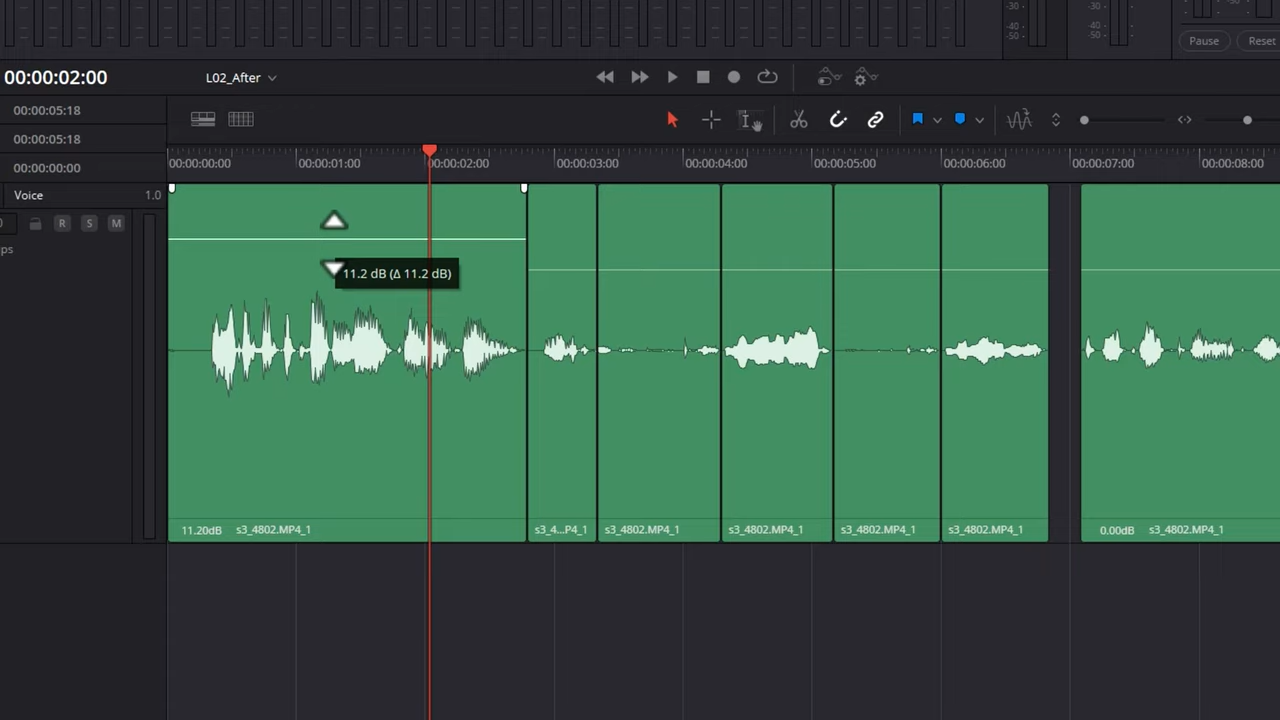 -30
-30
-40
-50
-40
-50
-50
Pause
Reset
00:00:02:00
L02_After
00:00:05:18
00:00:05:18
00:00:00:00
00:00:00:00
00:00:01:00
00:00:02:00
00:00:03:00
00:00:04:00
00:00:05:00
00:00:06:00
00:00:07:00
00:00:08:00
Voice
1.0
0
R
S
M
ps
11.2 dB (Δ 11.2 dB)
11.20dB
s3_4802.MP4_1
s3_4...P4_1
s3_4802.MP4_1
s3_4802.MP4_1
s3_4802.MP4_1
s3_4802.MP4_1
0.00dB
s3_4802.MP4_1